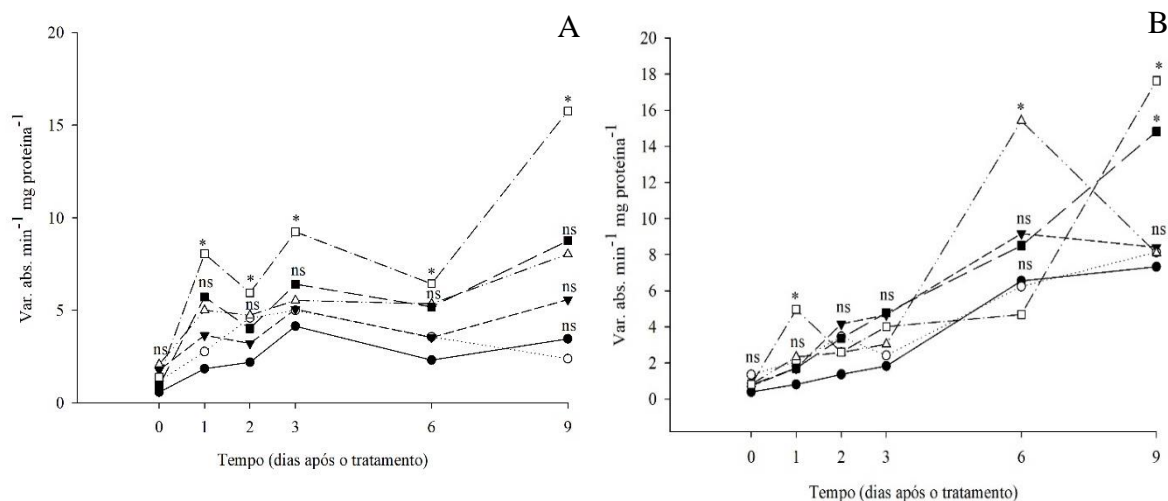 A
20
15
10
5
0
Var. abs. min⁻¹ mg proteína⁻¹
ns
*
ns
*
ns
*
ns
*
ns
*
ns
ns
0 1 2 3 6 9
Tempo (dias após o tratamento)
B
20
18
16
14
12
10
8
6
4
2
0
Var. abs. min⁻¹ mg proteína⁻¹
ns
*
ns
ns
ns
*
ns
ns
*
*
ns
0 1 2 3 6 9
Tempo (dias após o tratamento)